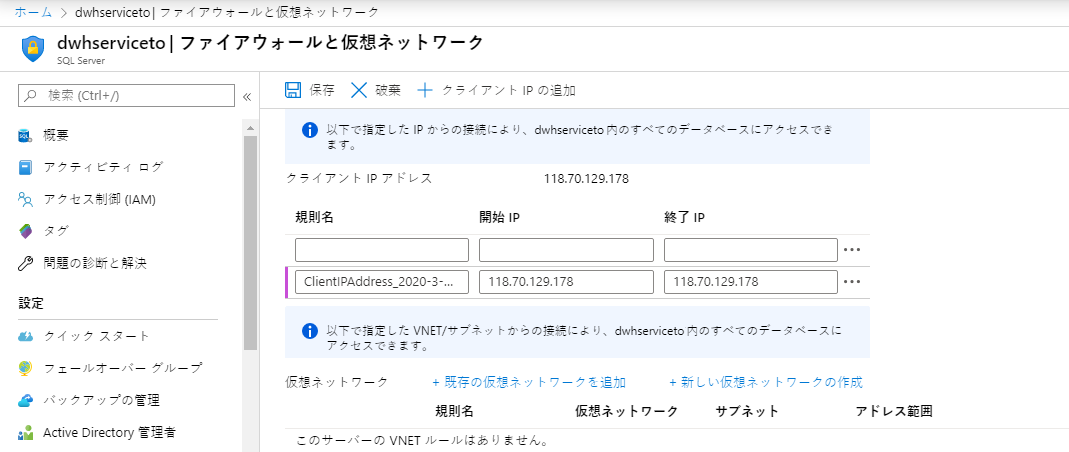 ホーム > dwhserviceto | ファイアウォールと仮想ネットワーク
dwhserviceto | ファイアウォールと仮想ネットワーク
SQL Server
検索 (Ctrl+/)
«
概要
アクティビティ ログ
アクセス制御 (IAM)
タグ
問題の診断と解決
設定
クイック スタート
フェールオーバー グループ
バックアップの管理
Active Directory 管理者
保存 破棄 + クライアント IP の追加
以下で指定した IP からの接続により、dwhserviceto 内のすべてのデータベースにアクセスでき
ます。
クライアント IP アドレス 118.70.129.178
規則名 開始 IP 終了 IP
...
ClientIPAddress_2020-3-... 118.70.129.178 118.70.129.178 ...
以下で指定した VNET/サブネットからの接続により、dwhserviceto 内のすべてのデータベースに
アクセスできます。
仮想ネットワーク + 既存の仮想ネットワークを追加 + 新しい仮想ネットワークの作成
規則名 仮想ネットワーク サブネット アドレス範囲
このサーバーの VNET ルールはありません。